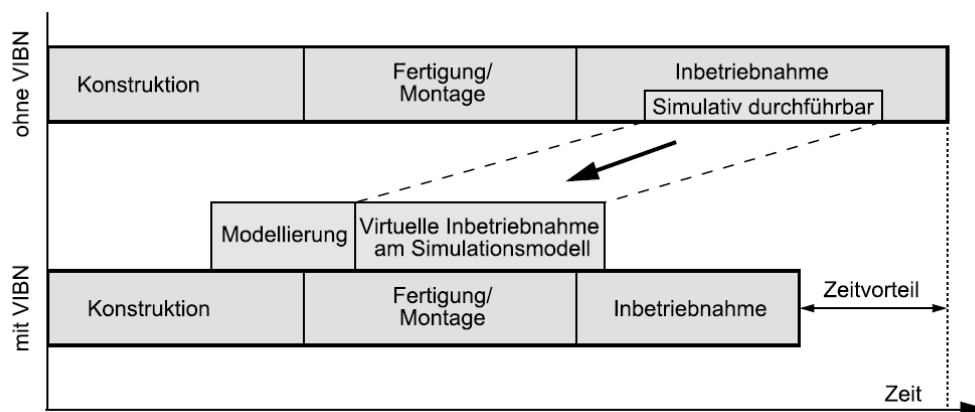 ohne VIBN
Konstruktion
Fertigung/
Montage
Inbetriebnahme
Simulativ durchführbar
Modellierung
Virtuelle Inbetriebnahme
am Simulationsmodell
mit VIBN
Konstruktion
Fertigung/
Montage
Inbetriebnahme
Zeitvorteil
Zeit